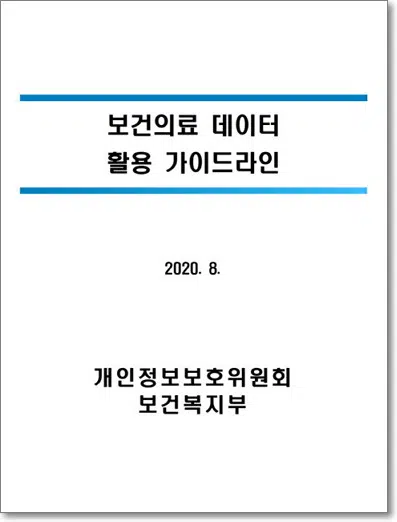 보건의료 데이터
활용 가이드라인
2020. 8.
개인정보보호위원회
보건복지부